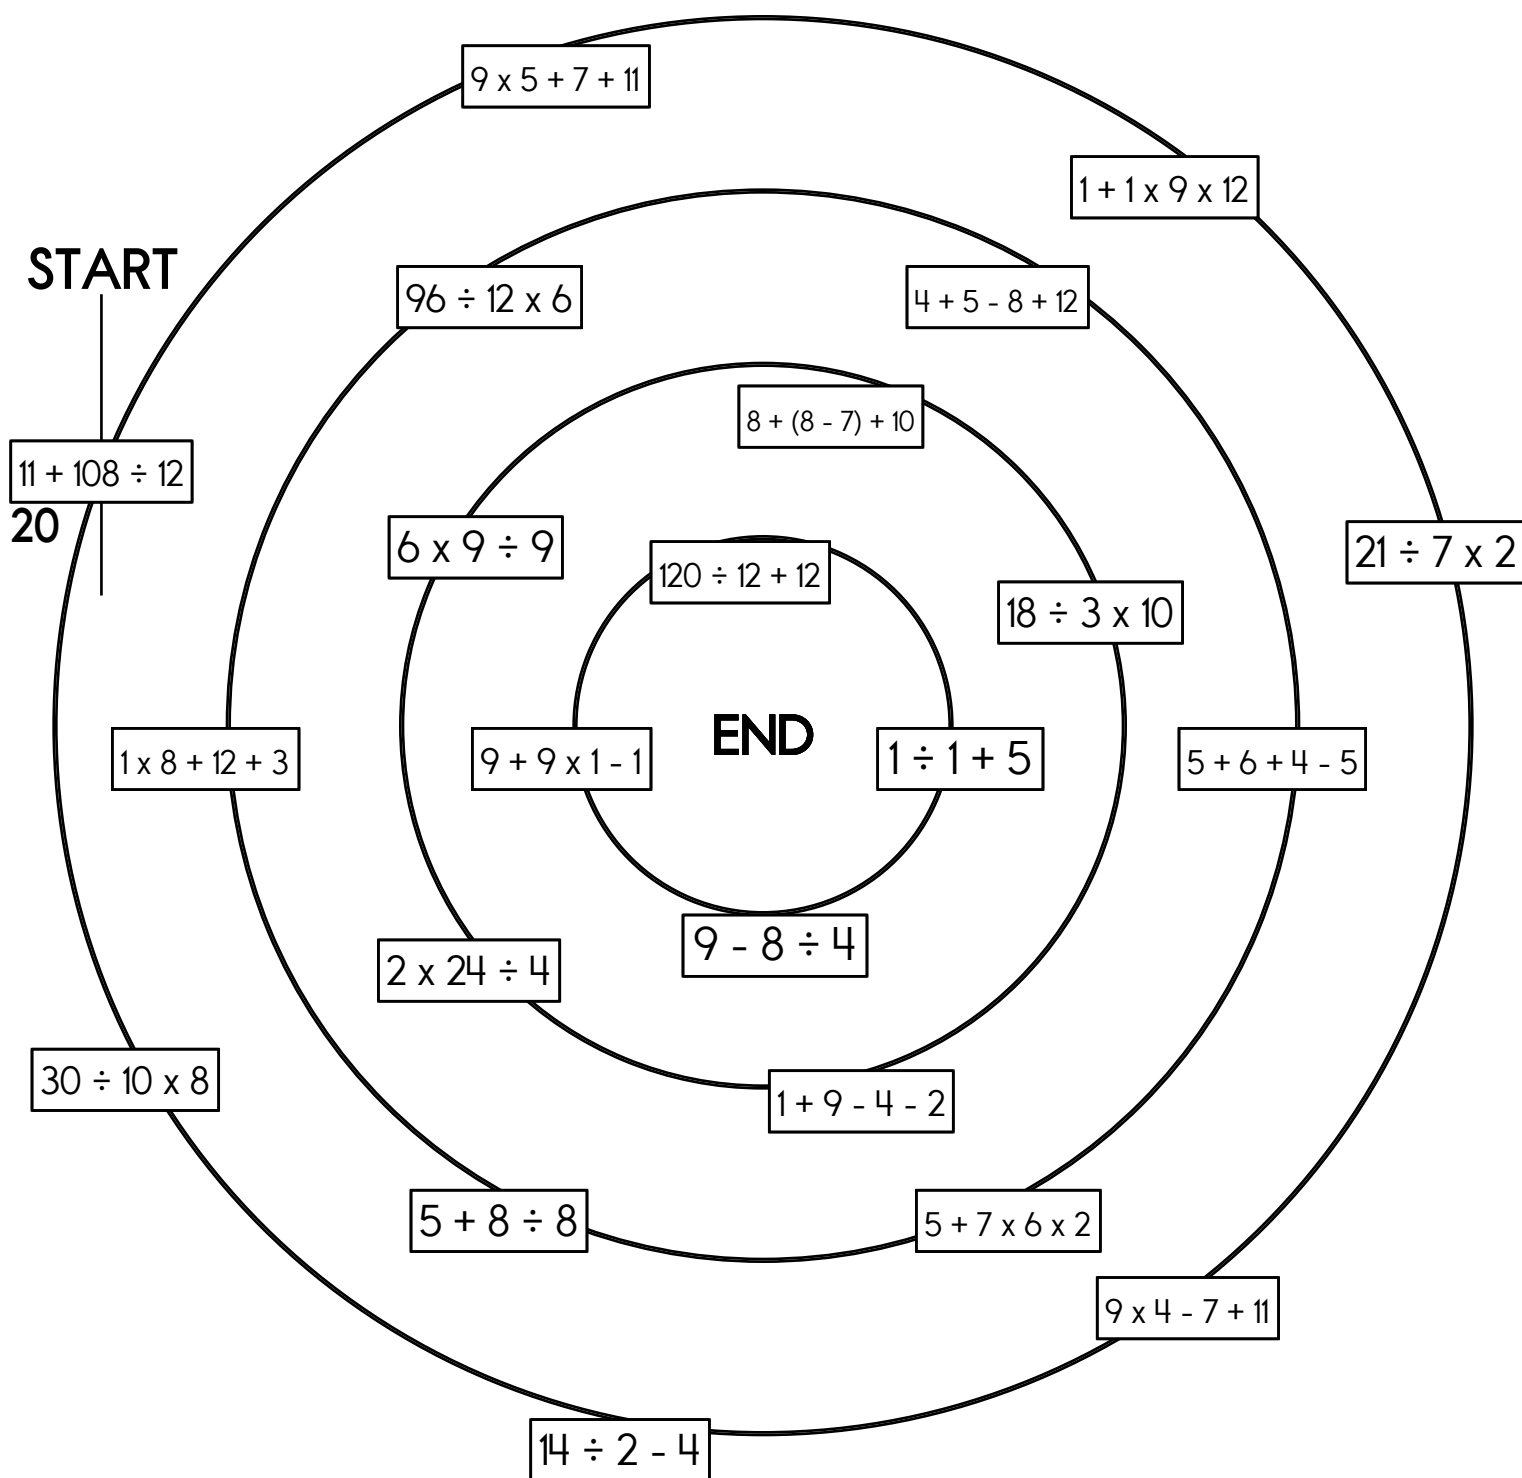 9 x 5 + 7 + 11
1 + 1 x 9 x 12
START
96 ÷ 12 x 6
4 + 5 - 8 + 12
8 + (8 - 7) + 10
11 + 108 ÷ 12
20
6 x 9 ÷ 9
21 ÷ 7 x 2
120 ÷ 12 + 12
18 ÷ 3 x 10
END
1 x 8 + 12 + 3
9 + 9 x 1 - 1
1 ÷ 1 + 5
5 + 6 + 4 - 5
9 - 8 ÷ 4
2 x 24 ÷ 4
30 ÷ 10 x 8
1 + 9 - 4 - 2
5 + 8 ÷ 8
5 + 7 x 6 x 2
9 x 4 - 7 + 11
14 ÷ 2 - 4